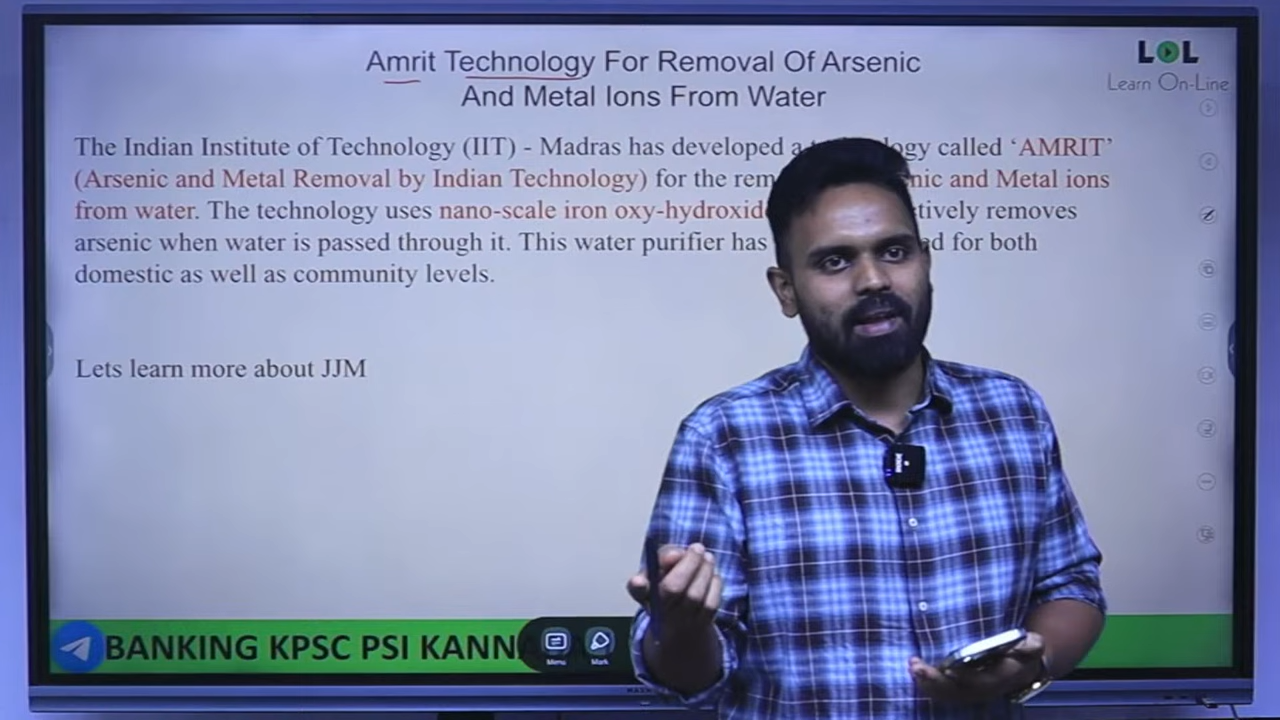 Amrit Technology For Removal Of Arsenic
And Metal Ions From Water
LOL
Learn On-Line
The Indian Institute of Technology (IIT) - Madras has developed a logy called ‘AMRIT’
(Arsenic and Metal Removal by Indian Technology) for the rem nic and Metal ions
from water. The technology uses nano-scale iron oxy-hydroxid tively removes
arsenic when water is passed through it. This water purifier has d for both
domestic as well as community levels.
Lets learn more about JJM
BANKING KPSC PSI KANN
Menu
Mark